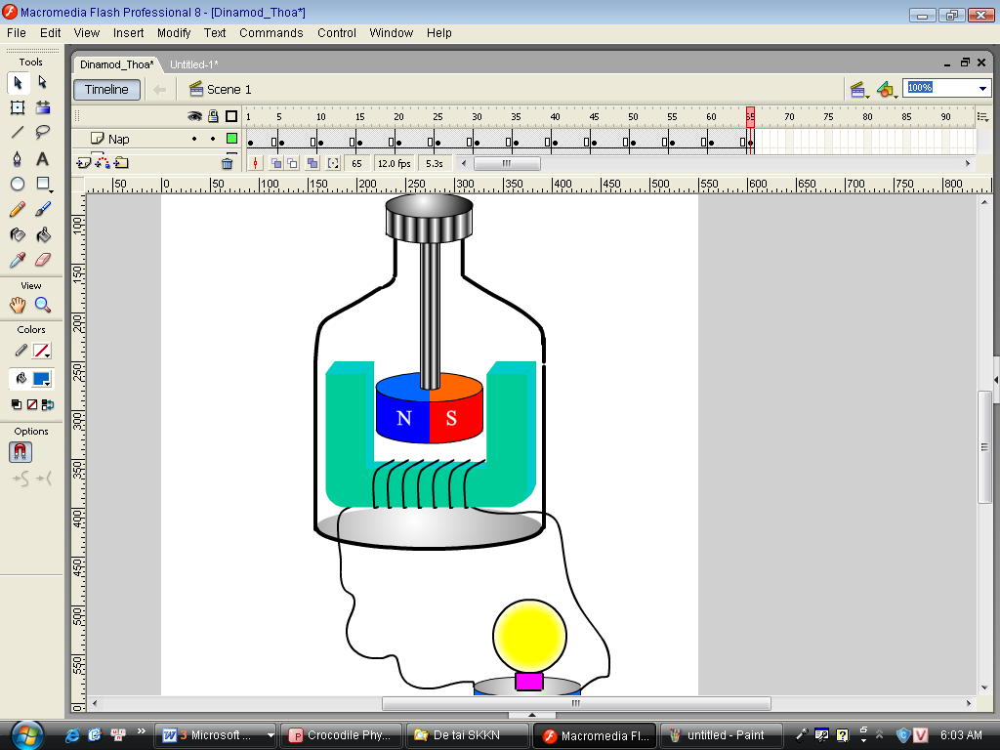 Macromedia Flash Professional 8 - [Dinamod_Thoa*]
File Edit View Insert Modify Text Commands Control Window Help
Tools
Dinamod_Thoa* Untitled-1*
Timeline Scene 1 100%
1 5 10 15 20 25 30 35 40 45 50 55 60 65 70 75 80 85 90
Nap
65 12.0 fps 5.3s
50 0 50 100 150 200 250 300 350 400 450 500 550 600 650 700 750 800
100
150
200
250
300
350
400
450
500
550
View
Colors
Options
N S
3 Microsoft ... Crocodile Phy... De tai SKKN Macromedia Fl... untitled - Paint 6:03 AM